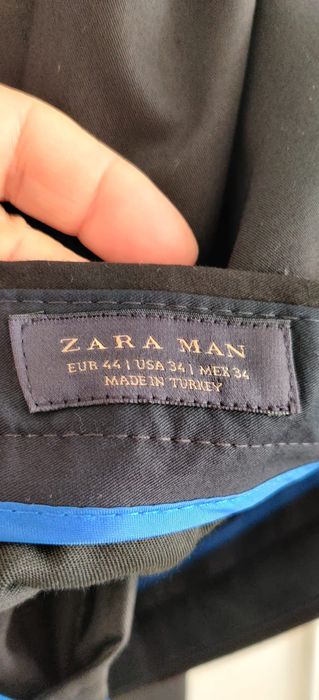 ZARA MAN
EUR 44 | USA 34 | MEX 34
MADE IN TURKEY